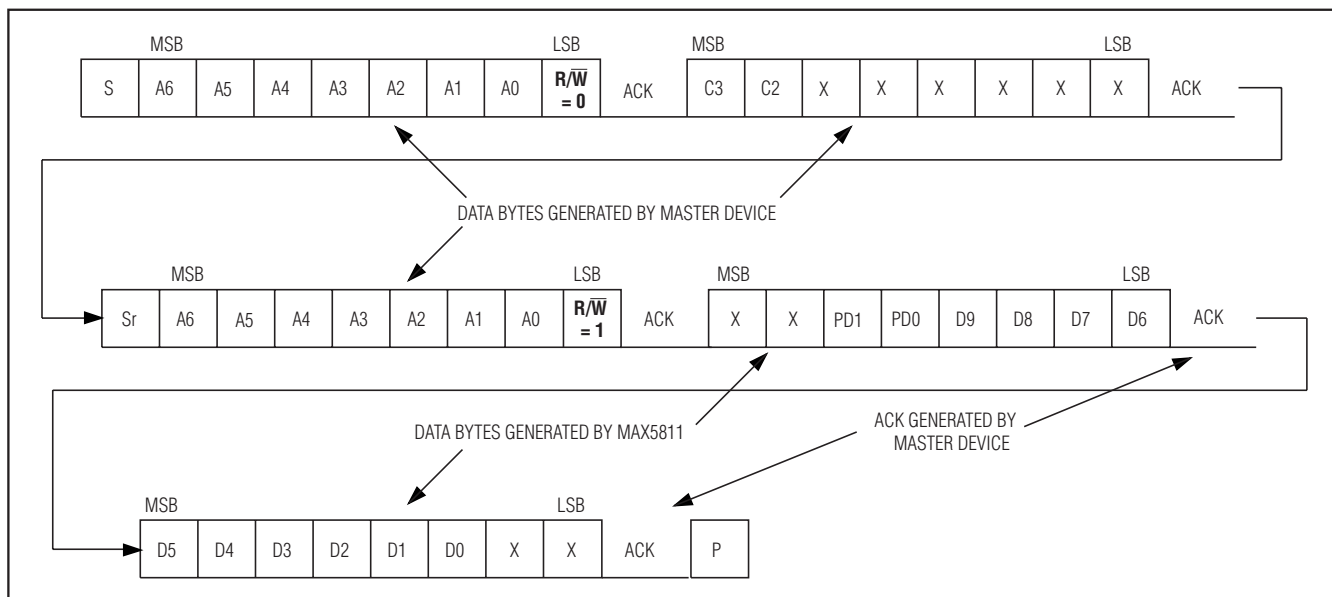 MSB LSB MSB LSB
S A6 A5 A4 A3 A2 A1 A0 R/W̅ = 0 ACK C3 C2 X X X X X X ACK
DATA BYTES GENERATED BY MASTER DEVICE
MSB LSB MSB LSB
Sr A6 A5 A4 A3 A2 A1 A0 R/W̅ = 1 ACK X X PD1 PD0 D9 D8 D7 D6 ACK
DATA BYTES GENERATED BY MAX5811
ACK GENERATED BY
MASTER DEVICE
MSB LSB
D5 D4 D3 D2 D1 D0 X X ACK P